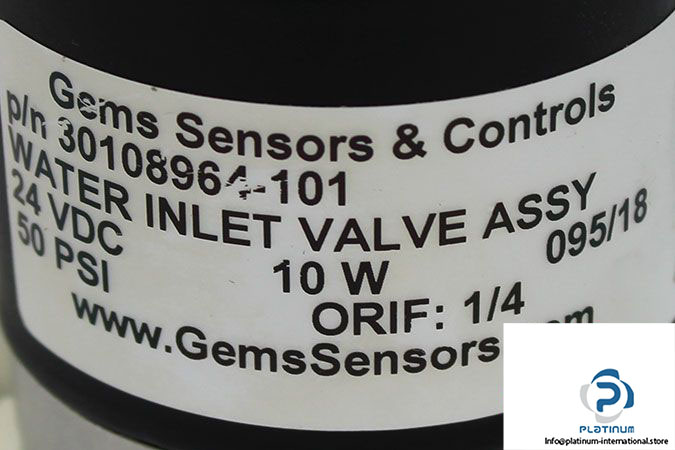 Gems Sensors & Controls
p/n 30108964-101
WATER INLET VALVE ASSY
24 VDC 10 W 095/18
50 PSI ORIF: 1/4
www.GemsSensors.com
PLATINUM
Info@platinum-international.store